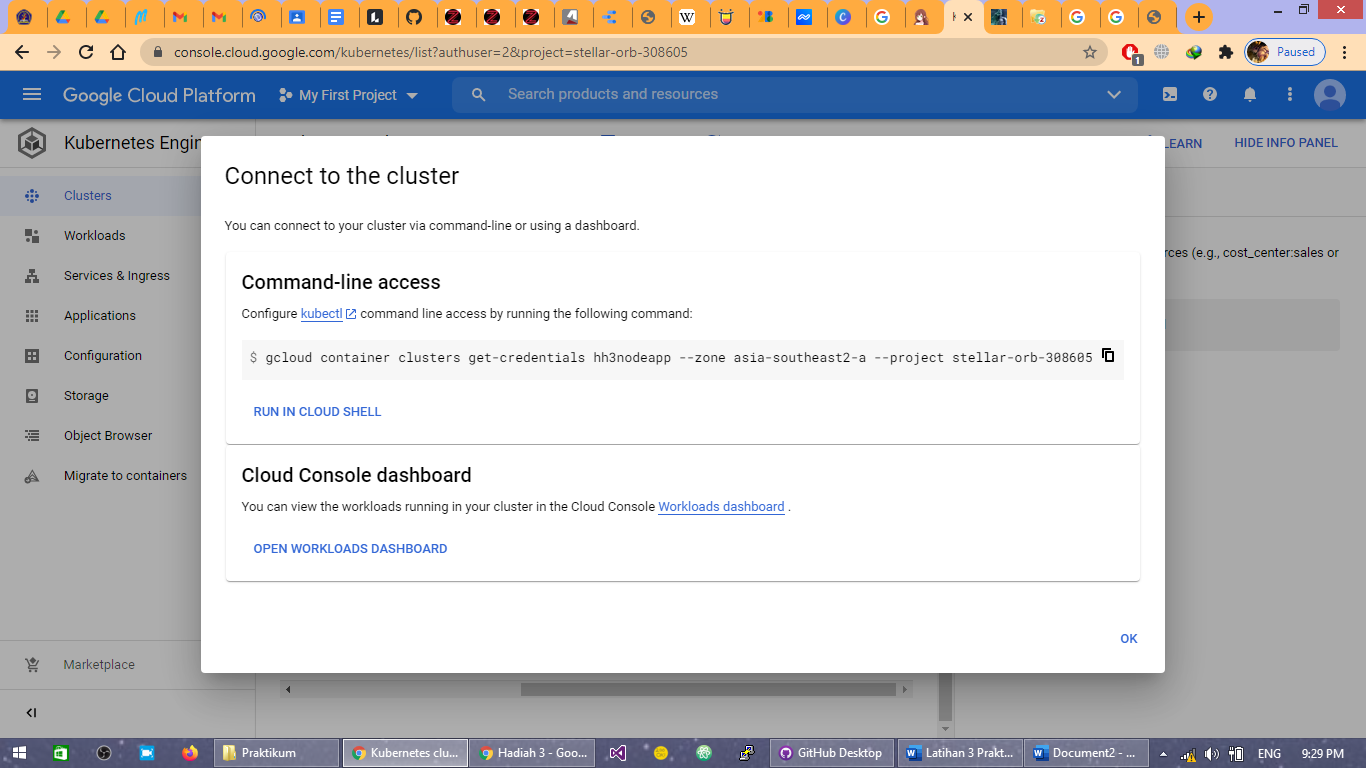 console.cloud.google.com/kubernetes/list?authuser=2&project=stellar-orb-308605
1
Paused
Google Cloud Platform
My First Project
Search products and resources
Kubernetes Engin
LEARN
HIDE INFO PANEL
Clusters
Workloads
Services & Ingress
Applications
Configuration
Storage
Object Browser
Migrate to containers
Marketplace
rces (e.g., cost_center:sales or
Connect to the cluster
You can connect to your cluster via command-line or using a dashboard.
Command-line access
Configure kubectl command line access by running the following command:
$ gcloud container clusters get-credentials hh3nodeapp --zone asia-southeast2-a --project stellar-orb-308605
RUN IN CLOUD SHELL
Cloud Console dashboard
You can view the workloads running in your cluster in the Cloud Console Workloads dashboard .
OPEN WORKLOADS DASHBOARD
OK
Praktikum
Kubernetes clu...
Hadiah 3 - Goo...
GitHub Desktop
Latihan 3 Prakt...
Document2 - ...
ENG
9:29 PM